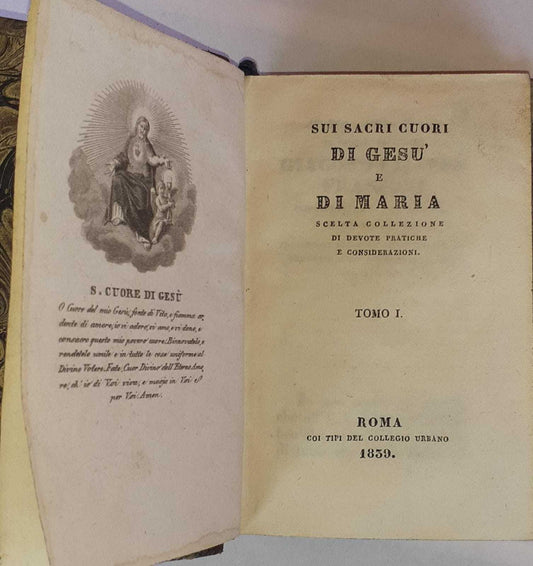 S. CUORE DI GESÙ
O Cuore del mio Gesù, fonte di Vita, e fiamma ar,
dente di amore, io vi adoro, vi amo, e vi dono, e
consacro questo mio povero cuore: Rinovatelo, e
rendetelo umile e in tutte le cose uniforme al
Divino Volere. Fate, Cuor Divino dell'Eterno Amo,
re, ch'io di Voi viva, e muoja in Voi e
per Voi. Amen.
SUI SACRI CUORI
DI GESU'
E
DI MARIA
SCELTA COLLEZIONE
DI DEVOTE PRATICHE
E CONSIDERAZIONI.
TOMO I.
ROMA
COI TIPI DEL COLLEGIO URBANO
1839.